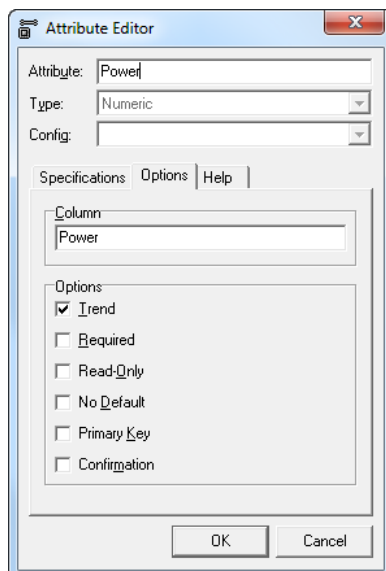 Attribute Editor
Attribute: Power
Type: Numeric
Config:
Specifications Options Help
Column
Power
Options
Trend
Required
Read-Only
No Default
Primary Key
Confirmation
OK Cancel